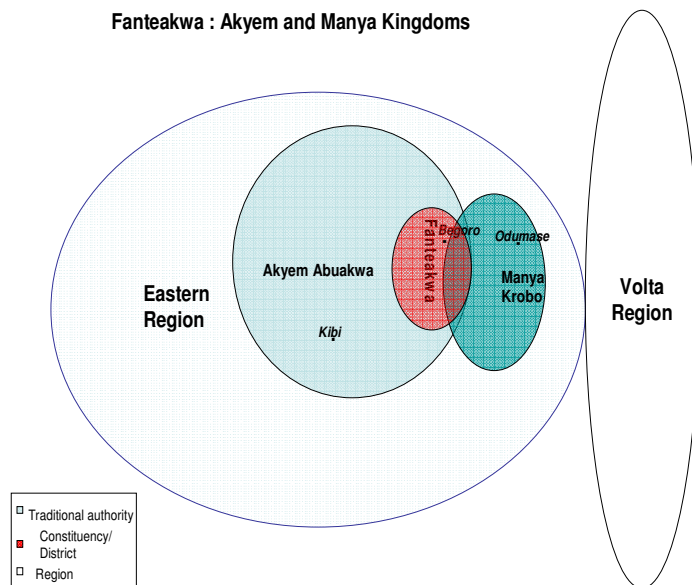 Fanteakwa : Akyem and Manya Kingdoms
Fanteakwa
Begoro
Odumase
Akyem Abuakwa
Manya
Krobo
Eastern
Region
Volta
Region
Kibi
Traditional authority
Constituency/
District
Region